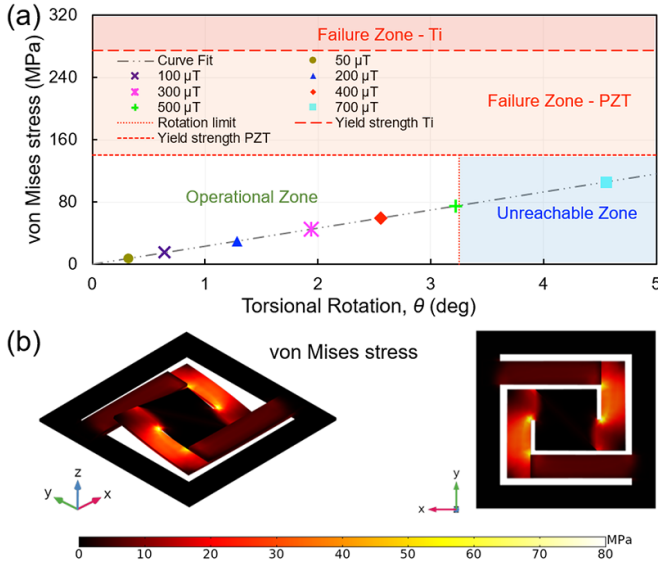 (a)
320
240
160
80
0
von Mises stress (MPa)
Failure Zone - Ti
Curve Fit
50 μT
100 μT
200 μT
300 μT
400 μT
500 μT
700 μT
Rotation limit
Yield strength Ti
Yield strength PZT
Failure Zone - PZT
Operational Zone
Unreachable Zone
0 1 2 3 4 5
Torsional Rotation, θ (deg)
(b)
von Mises stress
z
y
x
y
x
MPa
0 10 20 30 40 50 60 70 80